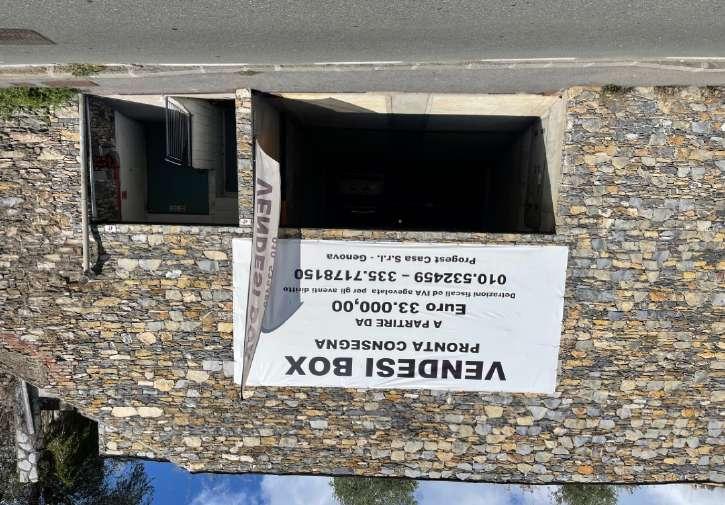 VENDESI BOX
PRONTA CONSEGNA
A PARTIRE DA
Euro 33.000,00
Detrazioni fiscali ed IVA agevolata per gli aventi diritto
010.532459 – 335.7178150
Progest Casa S.r.l. - Genova
VENDESI BOX